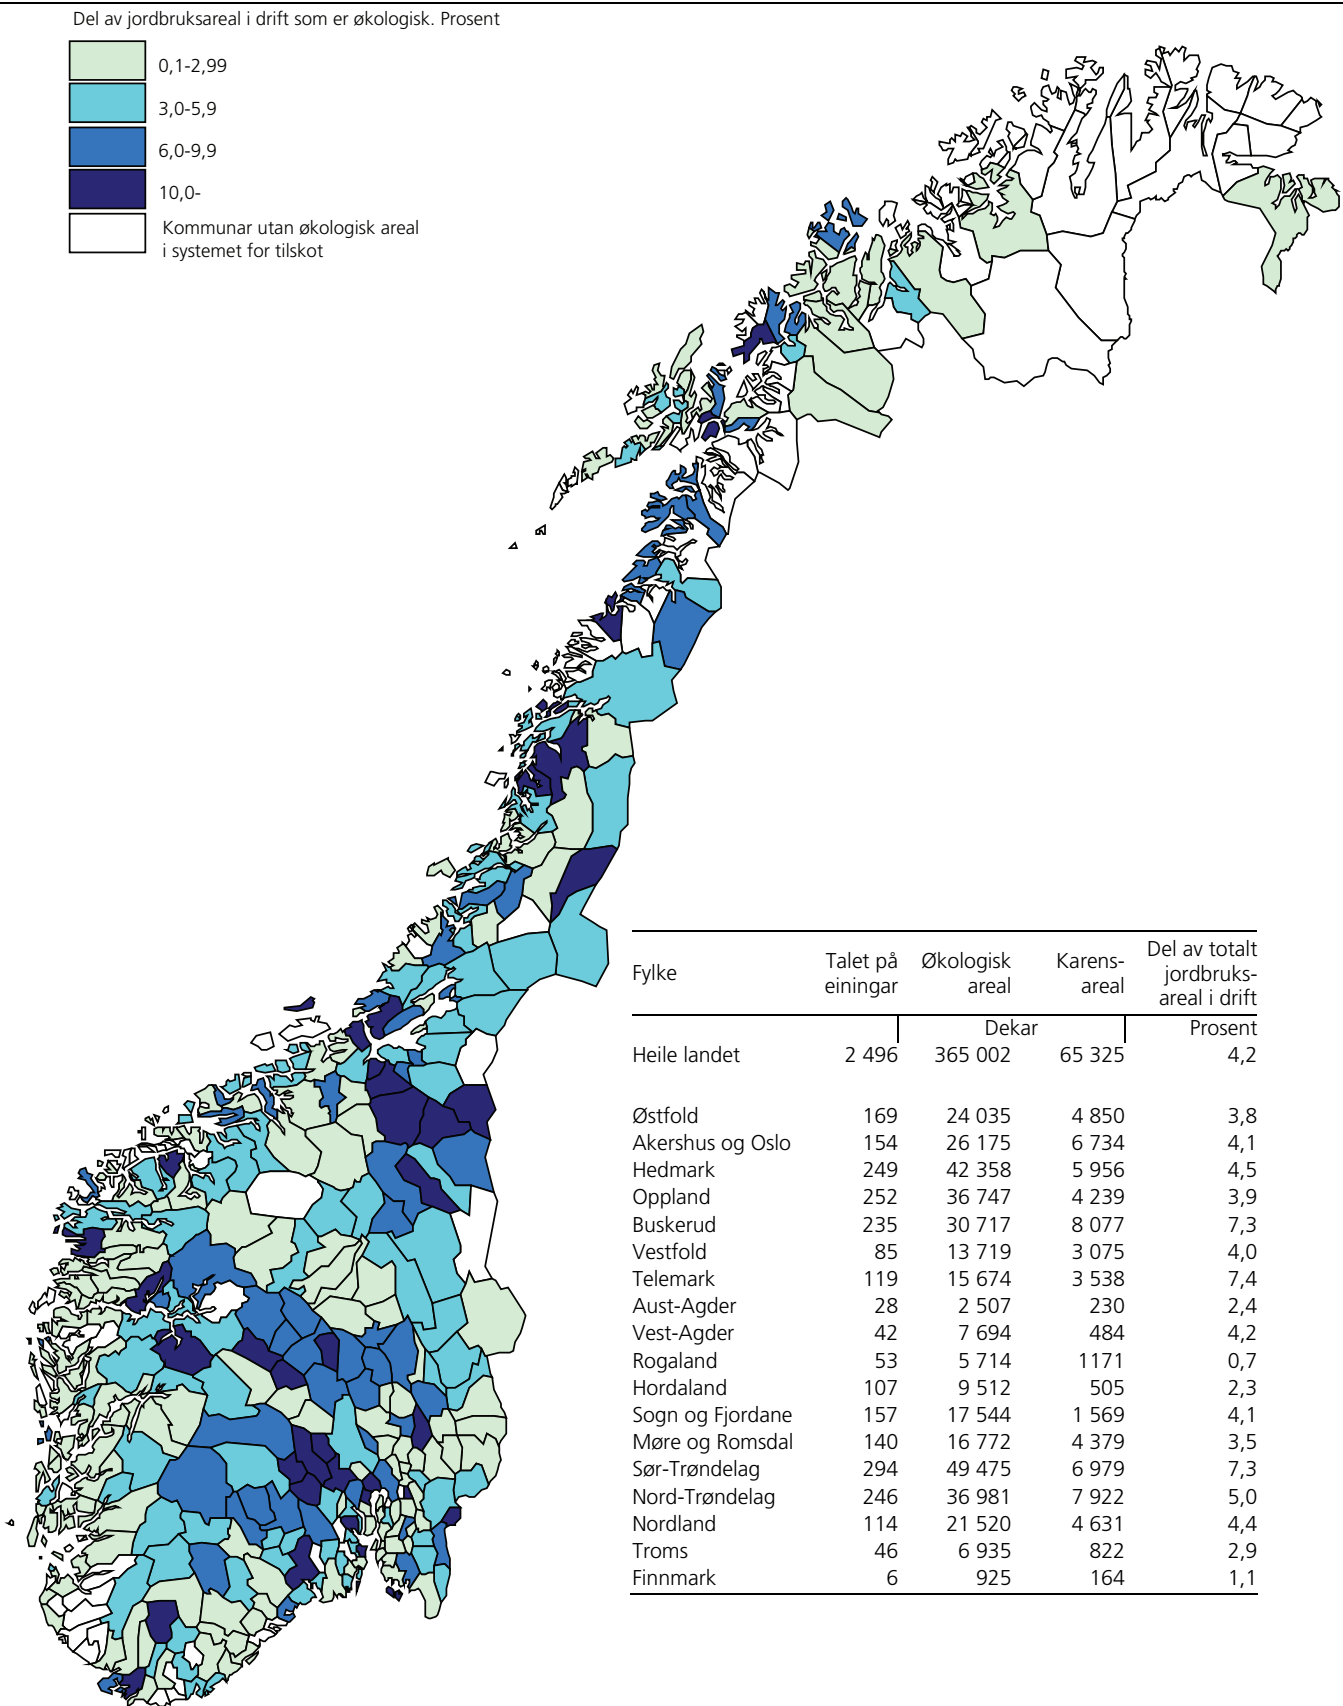 Del av jordbruksareal i drift som er økologisk. Prosent
0,1-2,99
3,0-5,9
6,0-9,9
10,0-
Kommunar utan økologisk areal
i systemet for tilskot
Fylke Talet på einingar Økologisk areal Karens-areal Del av totalt jordbruks-areal i drift
Dekar Prosent
Heile landet 2 496 365 002 65 325 4,2
Østfold 169 24 035 4 850 3,8
Akershus og Oslo 154 26 175 6 734 4,1
Hedmark 249 42 358 5 956 4,5
Oppland 252 36 747 4 239 3,9
Buskerud 235 30 717 8 077 7,3
Vestfold 85 13 719 3 075 4,0
Telemark 119 15 674 3 538 7,4
Aust-Agder 28 2 507 230 2,4
Vest-Agder 42 7 694 484 4,2
Rogaland 53 5 714 1171 0,7
Hordaland 107 9 512 505 2,3
Sogn og Fjordane 157 17 544 1 569 4,1
Møre og Romsdal 140 16 772 4 379 3,5
Sør-Trøndelag 294 49 475 6 979 7,3
Nord-Trøndelag 246 36 981 7 922 5,0
Nordland 114 21 520 4 631 4,4
Troms 46 6 935 822 2,9
Finnmark 6 925 164 1,1